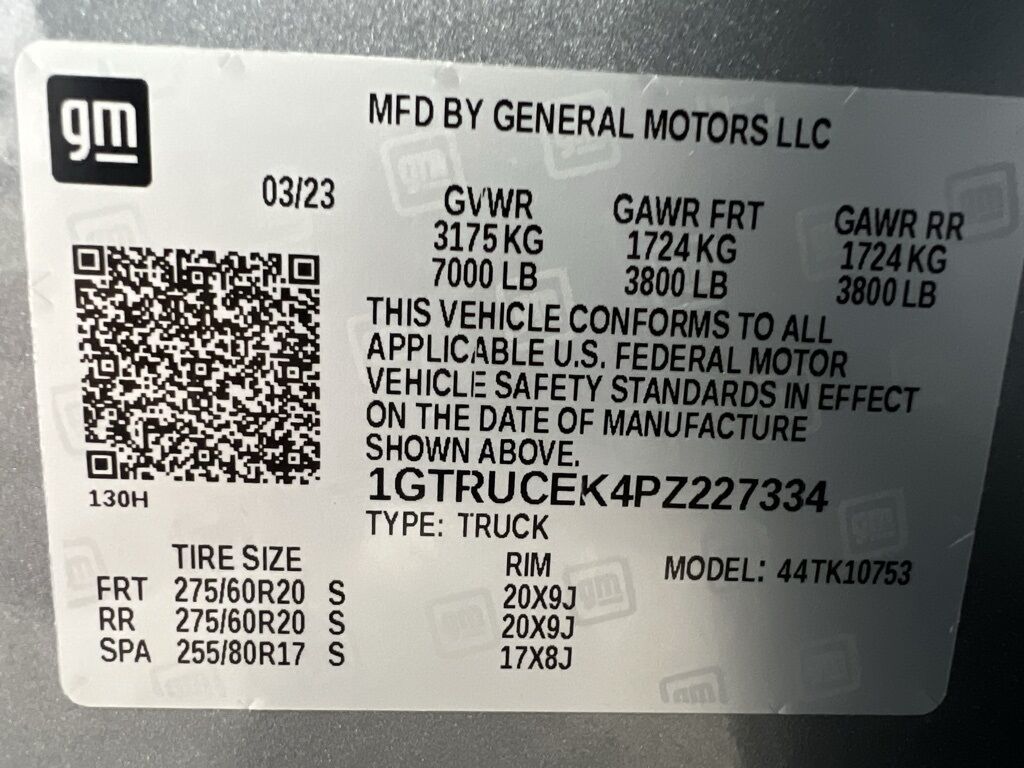 gm
MFD BY GENERAL MOTORS LLC
03/23
GVWR GAWR FRT GAWR RR
3175 KG 1724 KG 1724 KG
7000 LB 3800 LB 3800 LB
THIS VEHICLE CONFORMS TO ALL
APPLICABLE U.S. FEDERAL MOTOR
VEHICLE SAFETY STANDARDS IN EFFECT
ON THE DATE OF MANUFACTURE
SHOWN ABOVE.
130H
1GTRUCEK4PZ227334
TYPE: TRUCK
TIRE SIZE RIM MODEL: 44TK10753
FRT 275/60R20 S 20X9J
RR 275/60R20 S 20X9J
SPA 255/80R17 S 17X8J